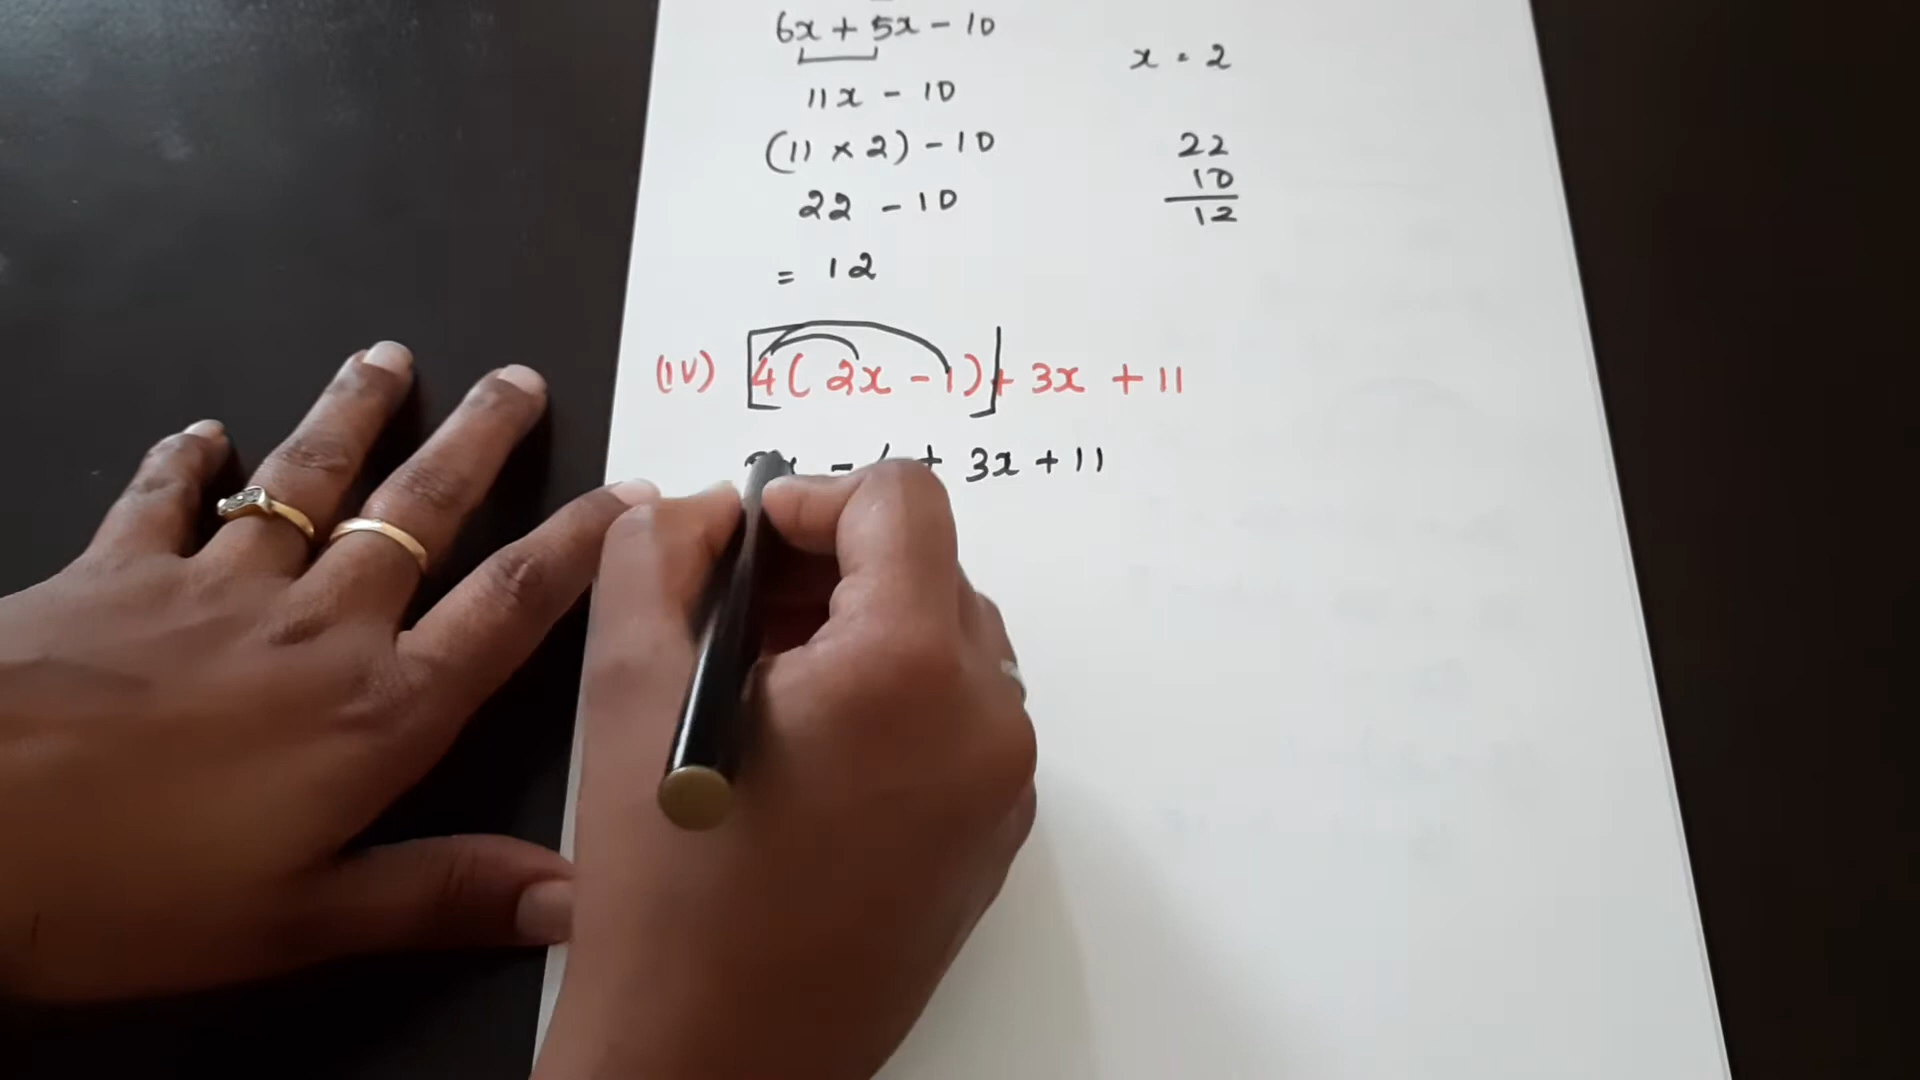 6x + 5x - 10
x = 2
11x - 10
(11 × 2) - 10
22
10
12
22 - 10
= 12
(IV) [4(2x - 1)] + 3x + 11
- + 3x + 11